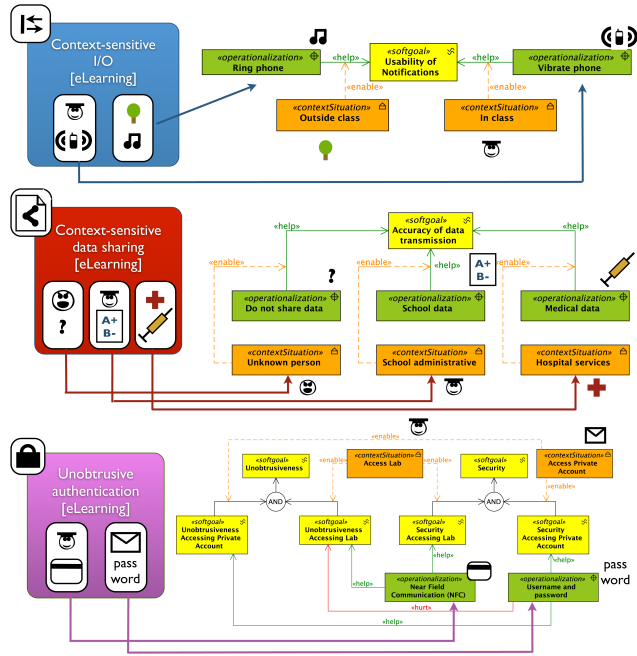 Context-sensitive
I/O
[eLearning]
«operationalization»
Ring phone
«help»
«softgoal»
Usability of
Notifications
«help»
«operationalization»
Vibrate phone
«enable»
«enable»
«contextSituation»
Outside class
«contextSituation»
In class
Context-sensitive
data sharing
[eLearning]
?
A+
B-
«softgoal»
Accuracy of data
transmission
«help»
«help»
«help»
«enable»
«enable»
«enable»
?
A+
B-
«operationalization»
Do not share data
«operationalization»
School data
«operationalization»
Medical data
«contextSituation»
Unknown person
«contextSituation»
School administrative
«contextSituation»
Hospital services
Unobtrusive
authentication
[eLearning]
pass
word
«enable»
«softgoal»
Unobtrusiveness
«contextSituation»
Access Lab
«softgoal»
Security
«contextSituation»
Access Private
Account
«enable»
«enable»
«enable»
AND
AND
«softgoal»
Unobtrusiveness
Accessing Private
Account
«softgoal»
Unobtrusiveness
Accessing Lab
«softgoal»
Security
Accessing Lab
«softgoal»
Security
Accessing Private
Account
«help»
«help»
«help»
«operationalization»
Near Field
Communication (NFC)
«operationalization»
Username and
password
pass
word
«hurt»
«help»